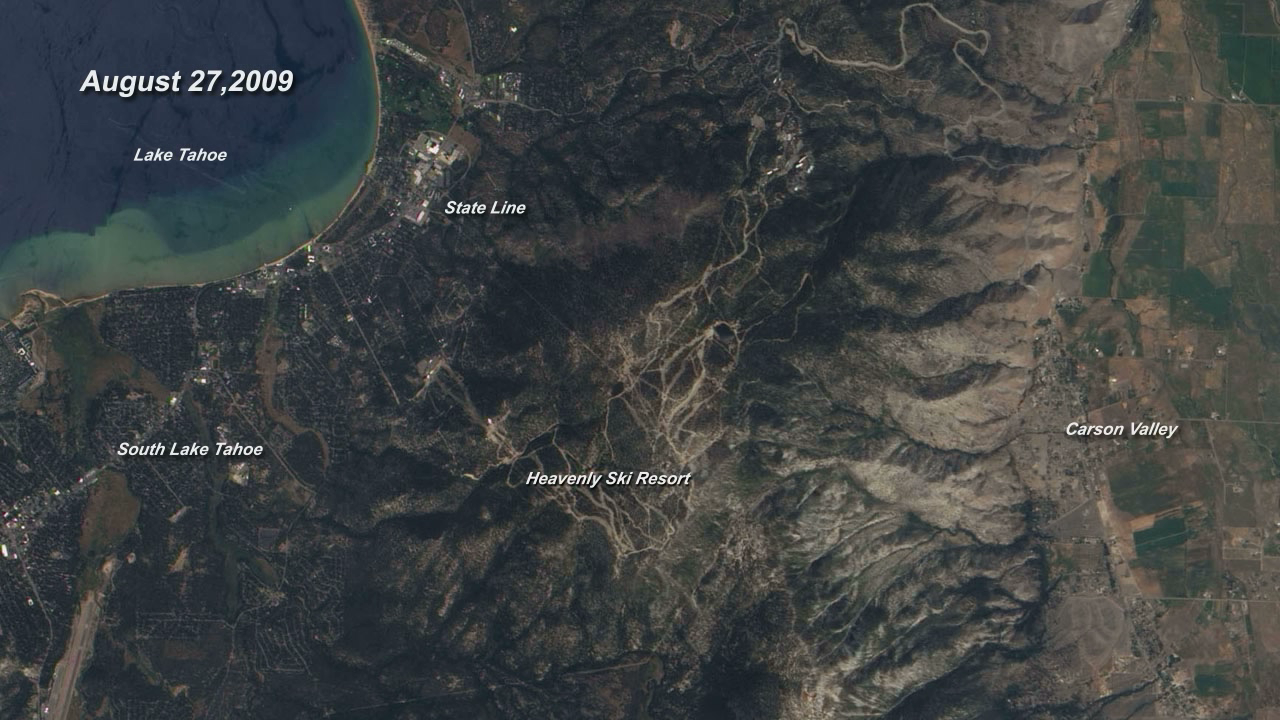 August 27,2009
Lake Tahoe
State Line
Carson Valley
South Lake Tahoe
Heavenly Ski Resort